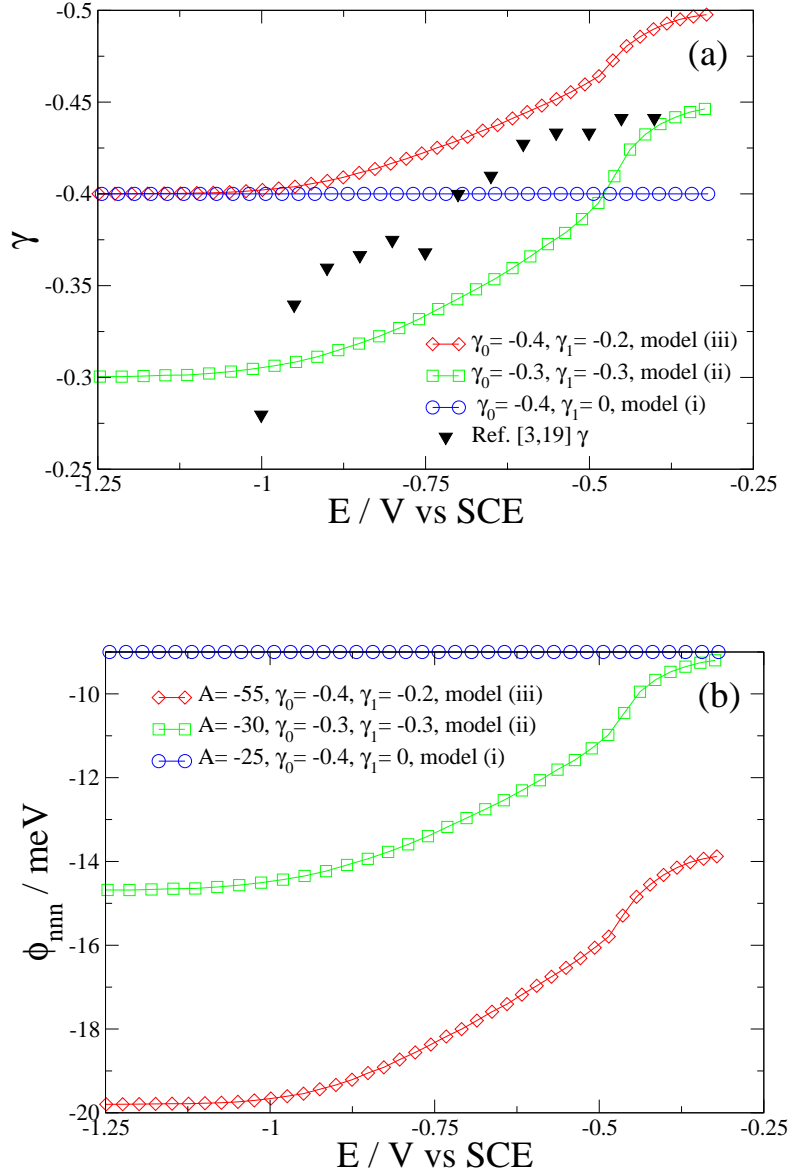 -0.5
(a)
-0.45
-0.4
γ
-0.35
γ₀= -0.4, γ₁= -0.2, model (iii)
γ₀= -0.3, γ₁= -0.3, model (ii)
-0.3
γ₀= -0.4, γ₁= 0, model (i)
Ref. [3,19] γ
-0.25
-1.25 -1 -0.75 -0.5 -0.25
E / V vs SCE
-10
A= -55, γ₀= -0.4, γ₁= -0.2, model (iii)
(b)
A= -30, γ₀= -0.3, γ₁= -0.3, model (ii)
A= -25, γ₀= -0.4, γ₁= 0, model (i)
-12
-14
ϕnnn / meV
-16
-18
-20
-1.25 -1 -0.75 -0.5 -0.25
E / V vs SCE